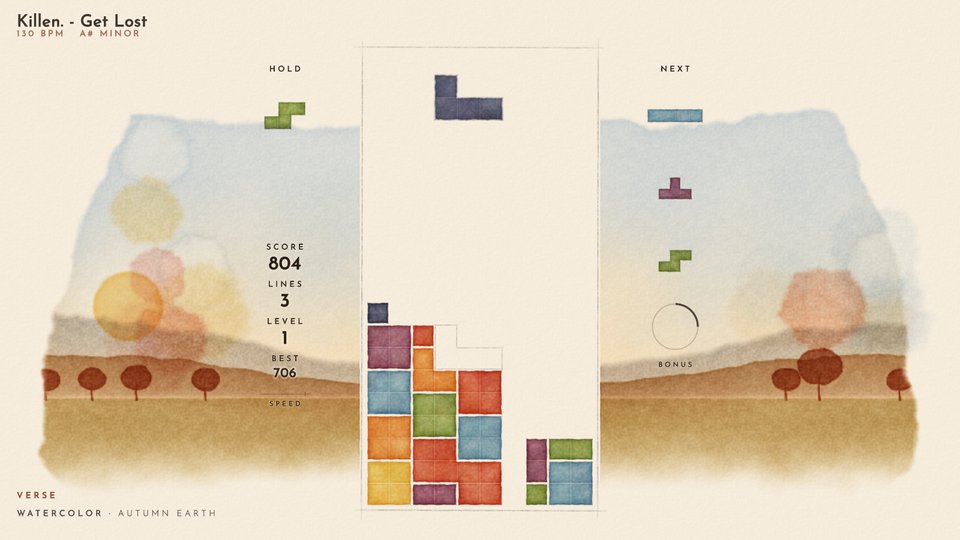 Killen. - Get Lost
130 BPM A# MINOR
HOLD
NEXT
SCORE
804
LINES
3
LEVEL
1
BEST
706
SPEED
BONUS
VERSE
WATERCOLOR · AUTUMN EARTH